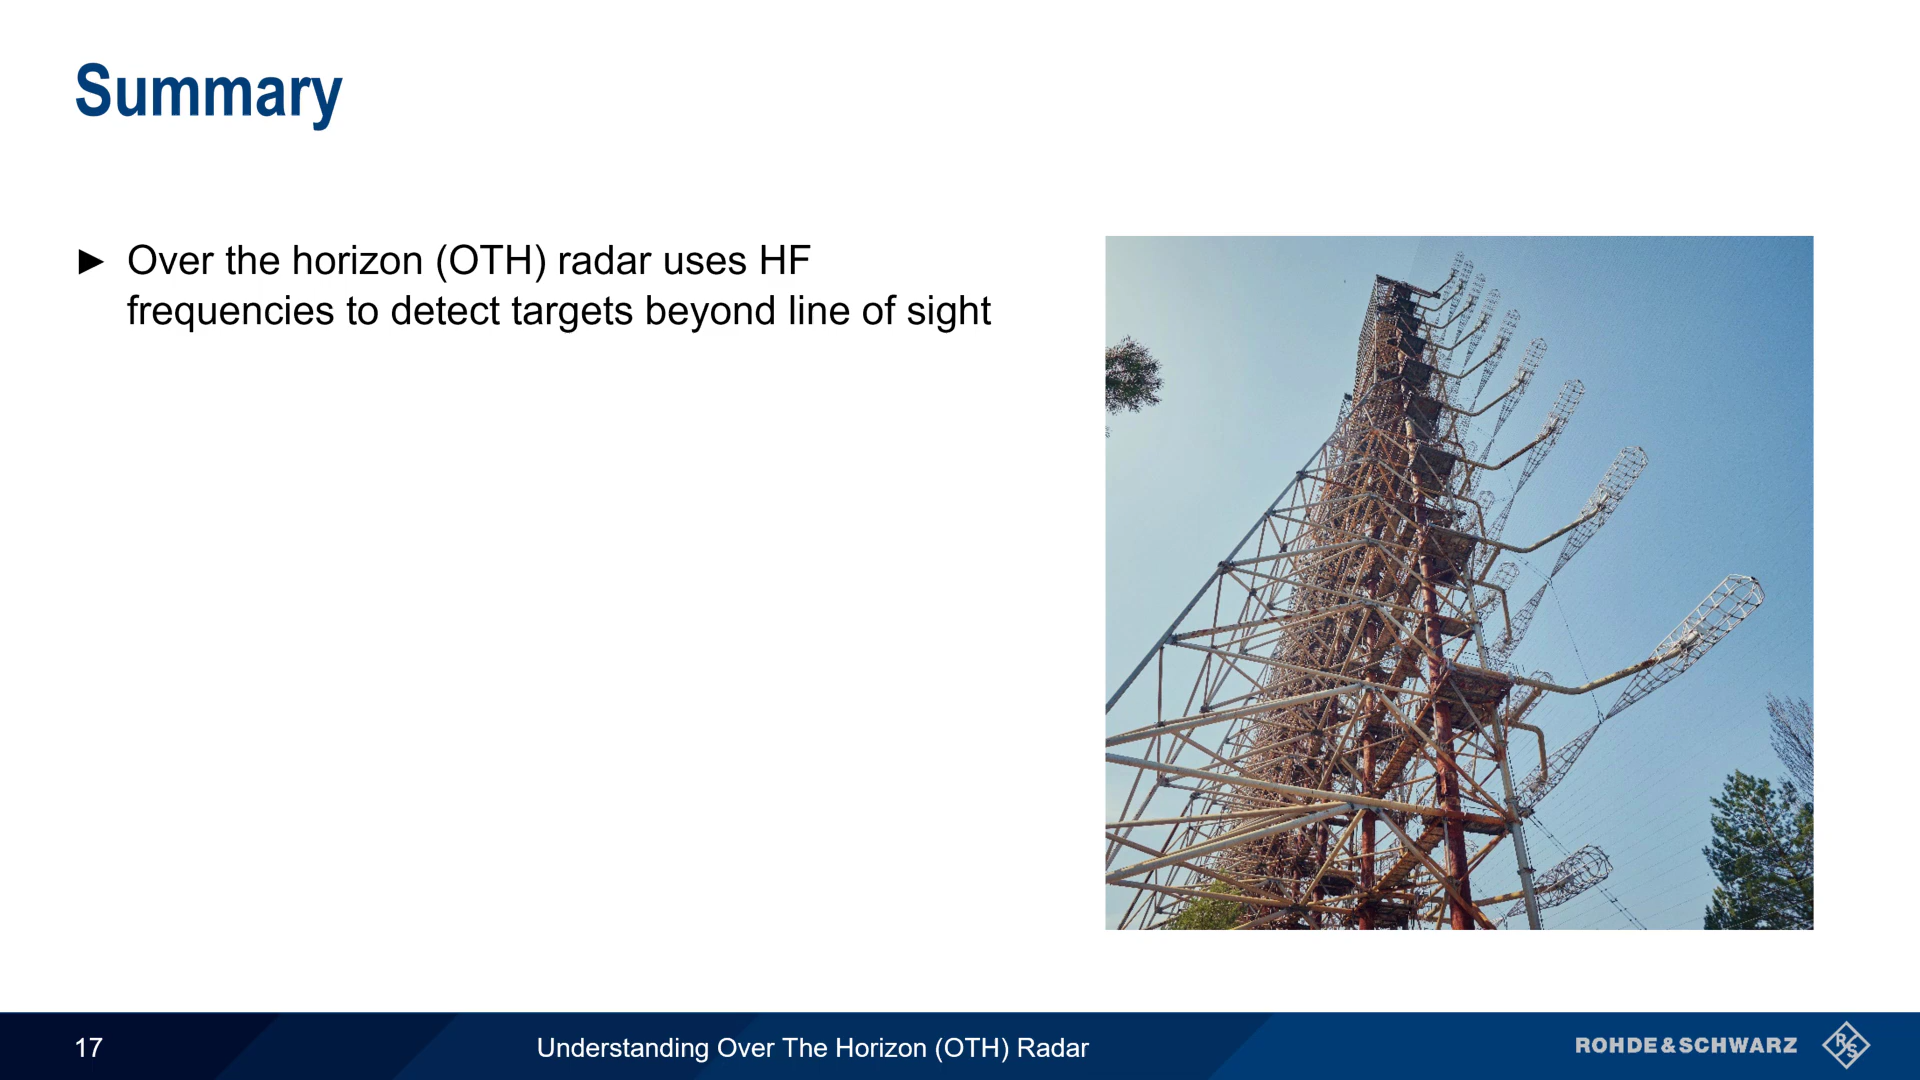 Summary
► Over the horizon (OTH) radar uses HF
frequencies to detect targets beyond line of sight
17
Understanding Over The Horizon (OTH) Radar
ROHDE&SCHWARZ
R&S